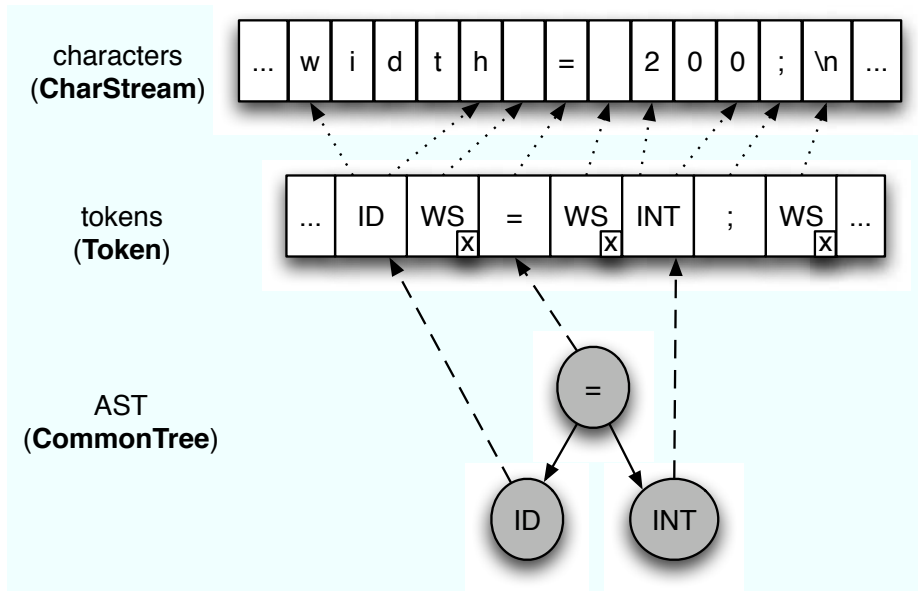 characters
(CharStream)
... w i d t h = 2 0 0 ; \n ...
tokens
(Token)
... ID WS X = WS X INT ; WS X ...
AST
(CommonTree)
=
ID INT